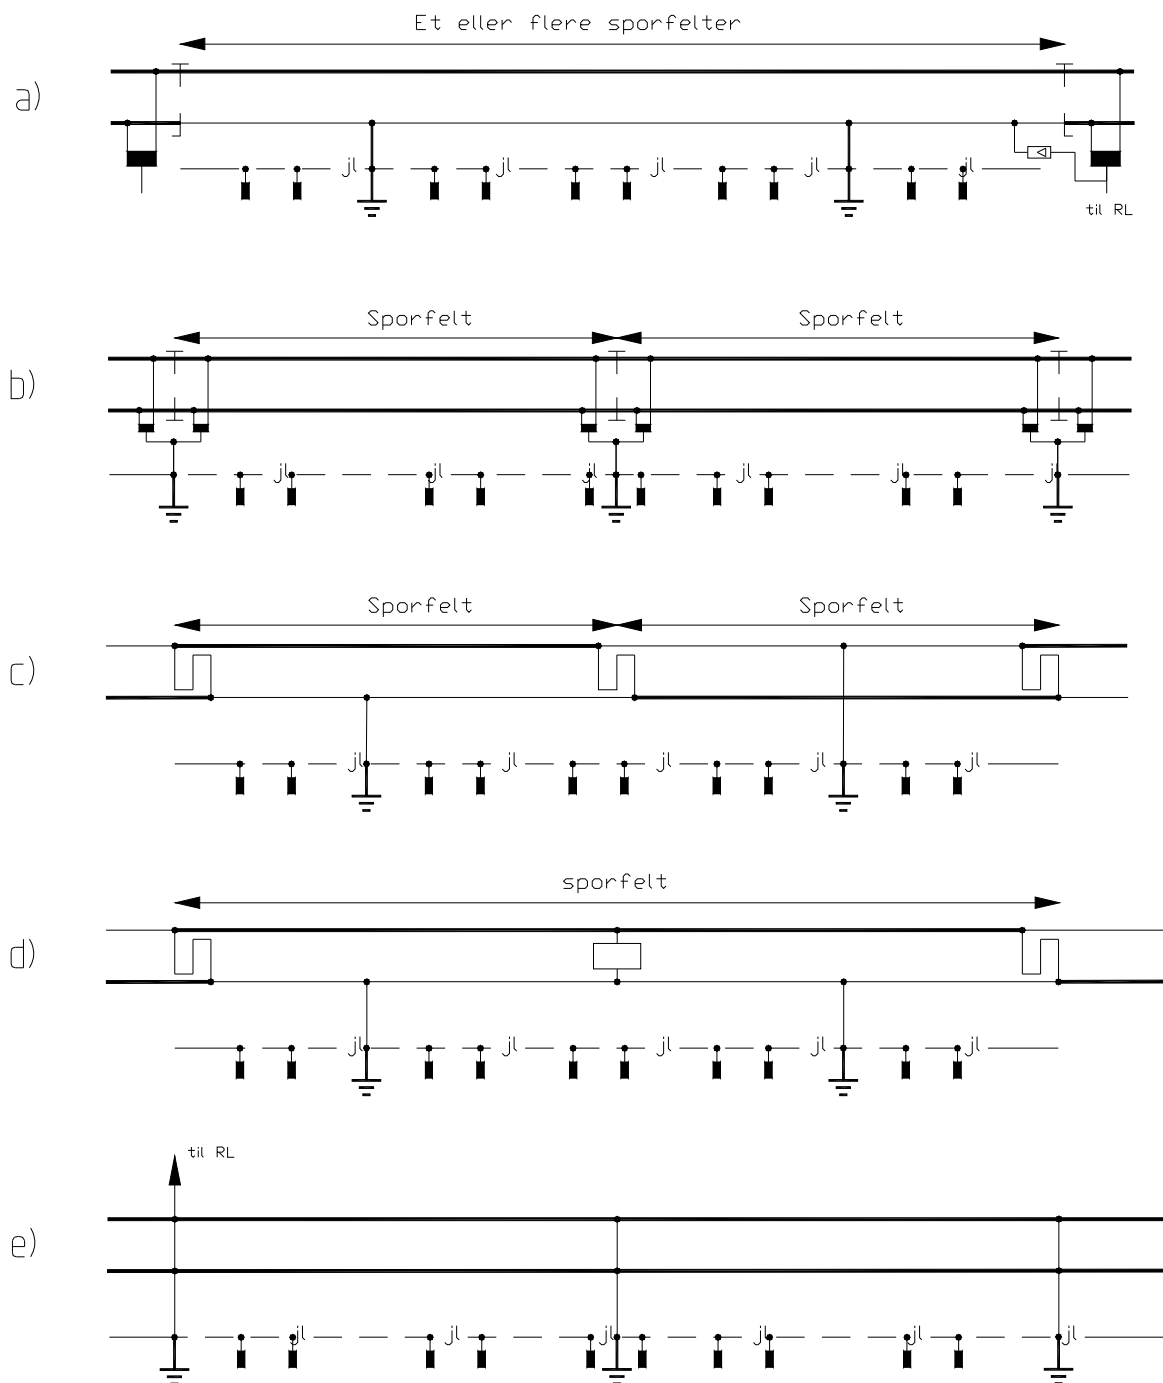 Et eller flere sporfelter
a)
jl jl jl jl jl
til RL
Sporfelt Sporfelt
b)
jl jl jl jl jl jl
Sporfelt Sporfelt
c)
jl jl jl jl jl
sporfelt
d)
jl jl jl jl jl
til RL
e)
jl jl jl jl jl jl